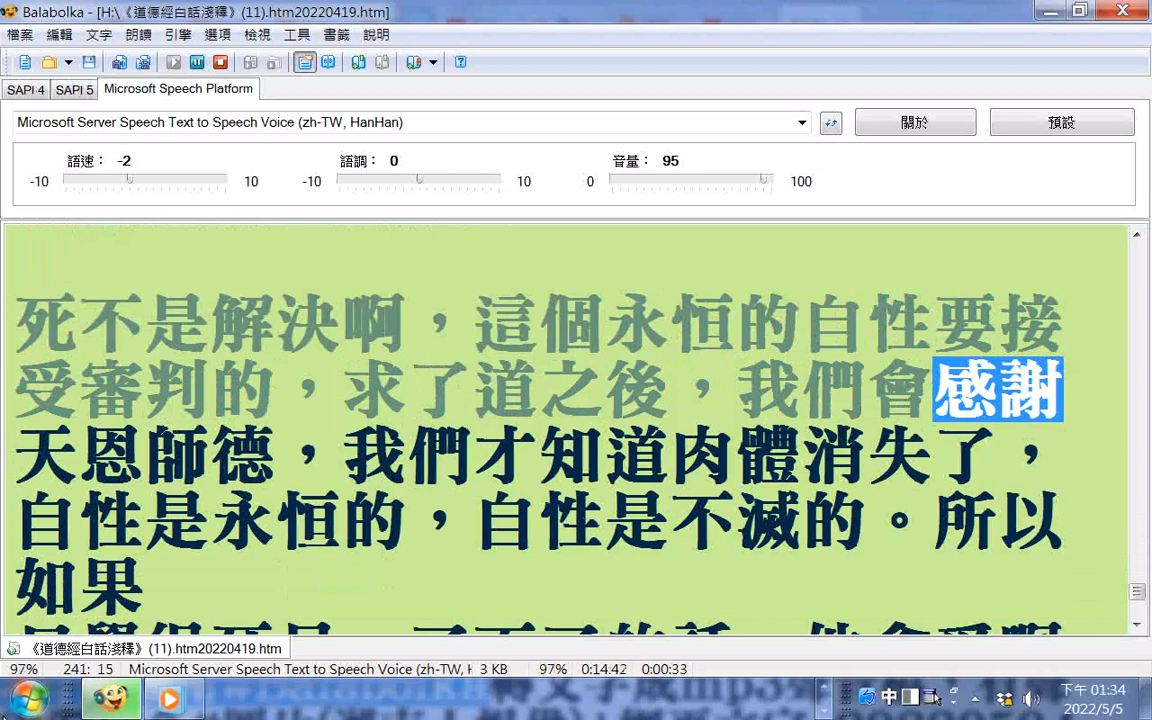 Balabolka - [H:\《道德經白話淺釋》(11).htm20220419.htm]
檔案 編輯 文字 朗讀 引擎 選項 檢視 工具 書籤 說明
SAPI 4 SAPI 5 Microsoft Speech Platform
Microsoft Server Speech Text to Speech Voice (zh-TW, HanHan) 關於 預設
語速： -2 語調： 0 音量： 95
-10 10 -10 10 0 100
死不是解決啊，這個永恒的自性要接
受審判的，求了道之後，我們會感謝
天恩師德，我們才知道肉體消失了，
自性是永恒的，自性是不滅的。所以
如果
《道德經白話淺釋》(11).htm20220419.htm
97% 241: 15 Microsoft Server Speech Text to Speech Voice (zh-TW, H 3 KB 97% 0:14:42 0:00:33
中 下午 01:34
2022/5/5